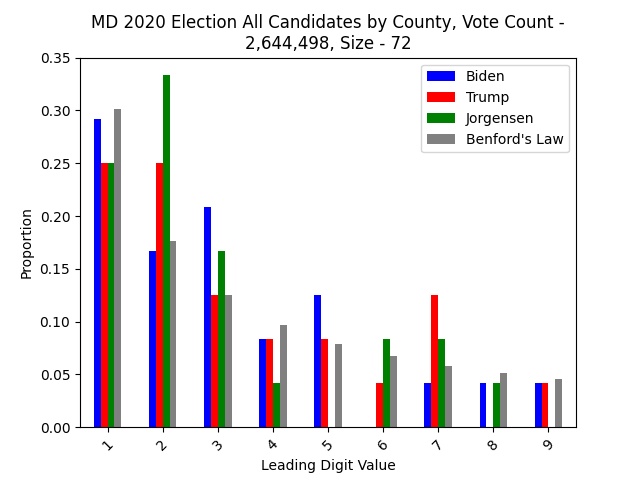 MD 2020 Election All Candidates by County, Vote Count -
2,644,498, Size - 72
0.35
0.30
0.25
0.20
0.15
0.10
0.05
0.00
Proportion
Biden
Trump
Jorgensen
Benford's Law
1 2 3 4 5 6 7 8 9
Leading Digit Value